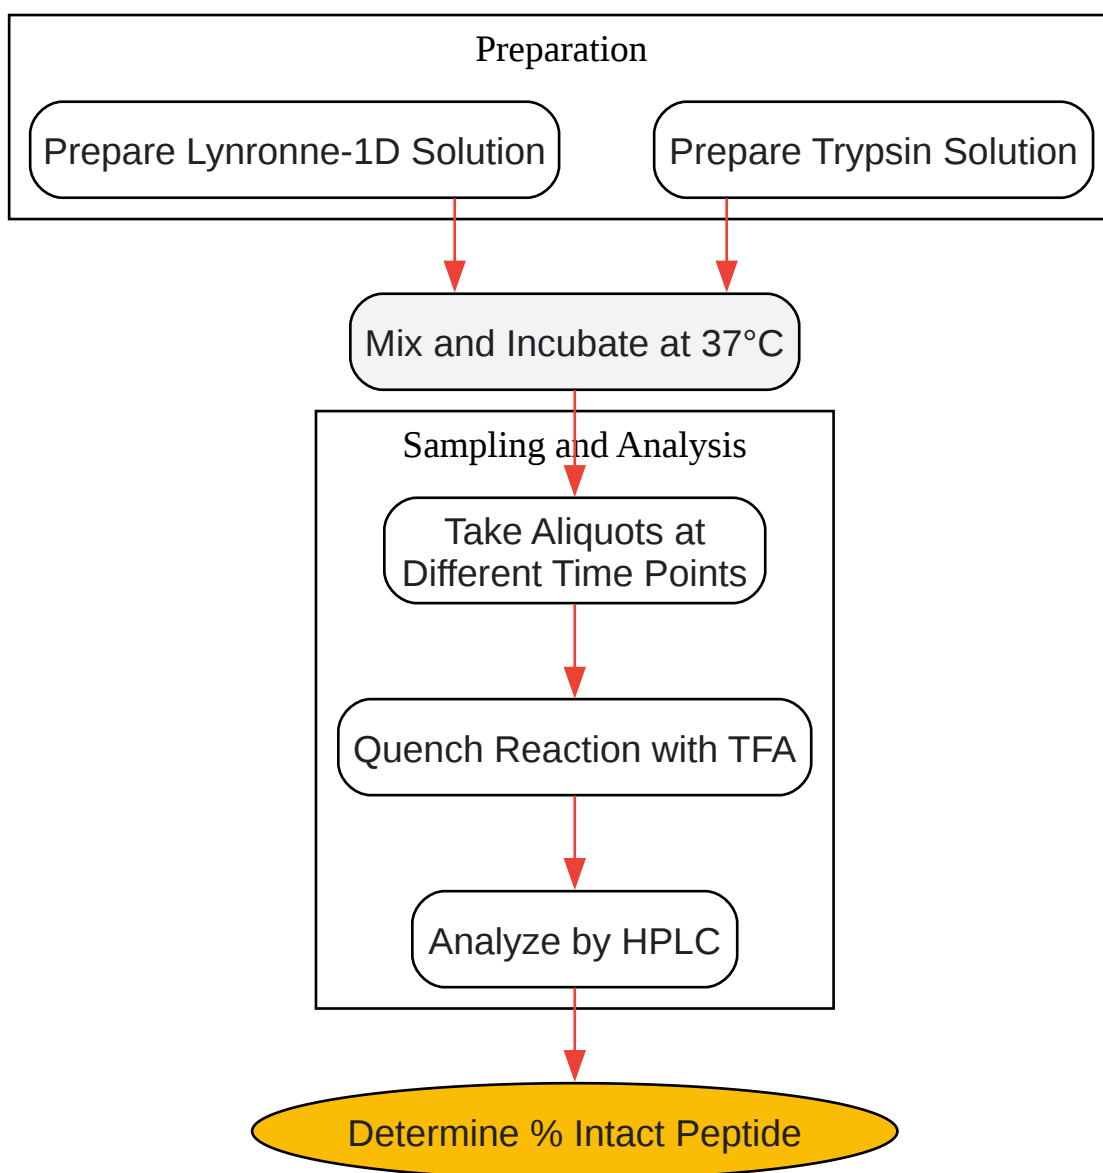 Preparation
Prepare Lynronne-1D Solution
Prepare Trypsin Solution
Mix and Incubate at 37°C
Sampling and Analysis
Take Aliquots at
Different Time Points
Quench Reaction with TFA
Analyze by HPLC
Determine % Intact Peptide